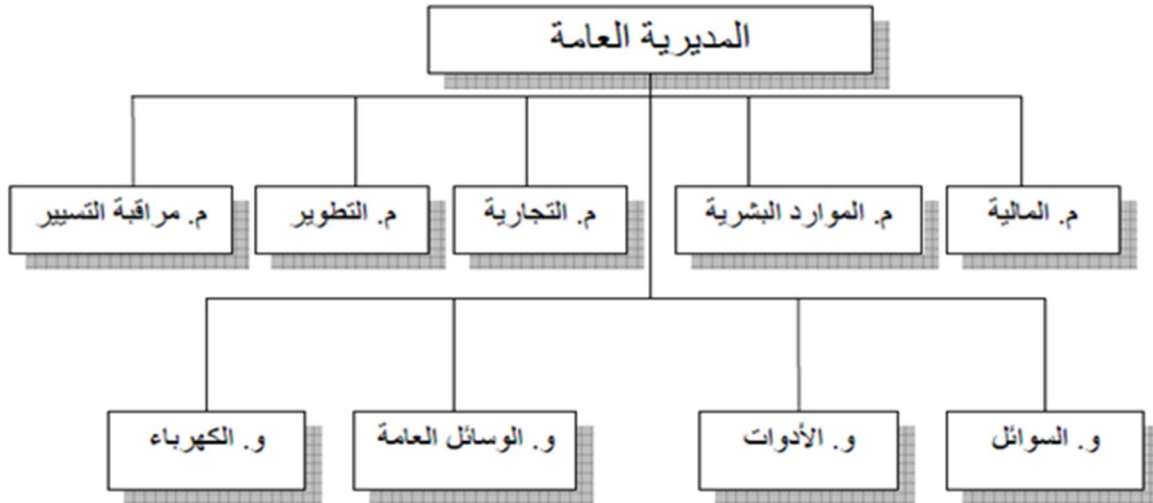 المديرية العامة
م. المالية
م. الموارد البشرية
م. التجارية
م. التطوير
م. مراقبة التسيير
و. السوائل
و. الأدوات
و. الوسائل العامة
و. الكهرباء